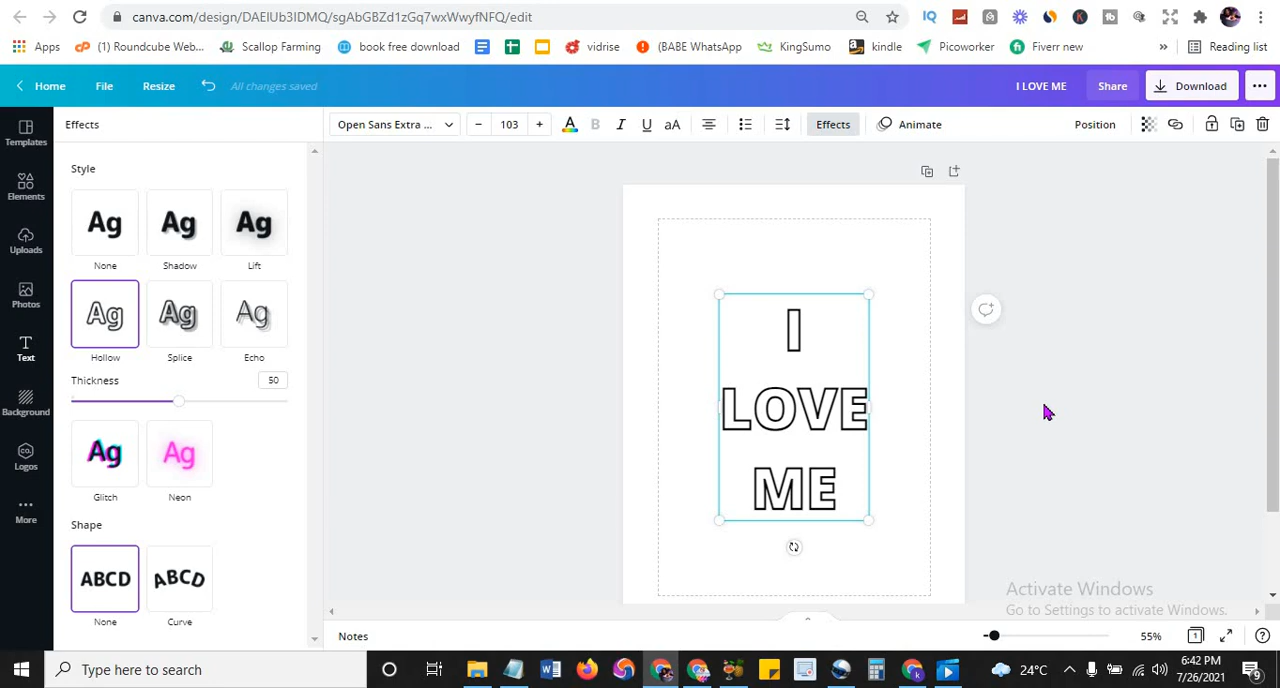 canva.com/design/DAEIUb3IDMQ/sgAbGBZd1zGq7wxWwyfNFQ/edit
Apps
(1) Roundcube Web...
Scallop Farming
book free download
vidrise
(BABE WhatsApp
KingSumo
kindle
Picoworker
Fiverr new
»
Reading list
Home
File
Resize
All changes saved
I LOVE ME
Share
Download
Templates
Elements
Uploads
Photos
Text
Background
Logos
More
Effects
Open Sans Extra ...
– 103 +
A
B
I
U
aA
Effects
Animate
Position
Style
Ag
Ag
Ag
None
Shadow
Lift
Ag
Ag
Ag
Hollow
Splice
Echo
Thickness
50
Ag
Ag
Glitch
Neon
Shape
ABCD
ABCD
None
Curve
I
LOVE
ME
Activate Windows
Go to Settings to activate Windows.
Notes
55%
1
Type here to search
24°C
6:42 PM
7/26/2021
9